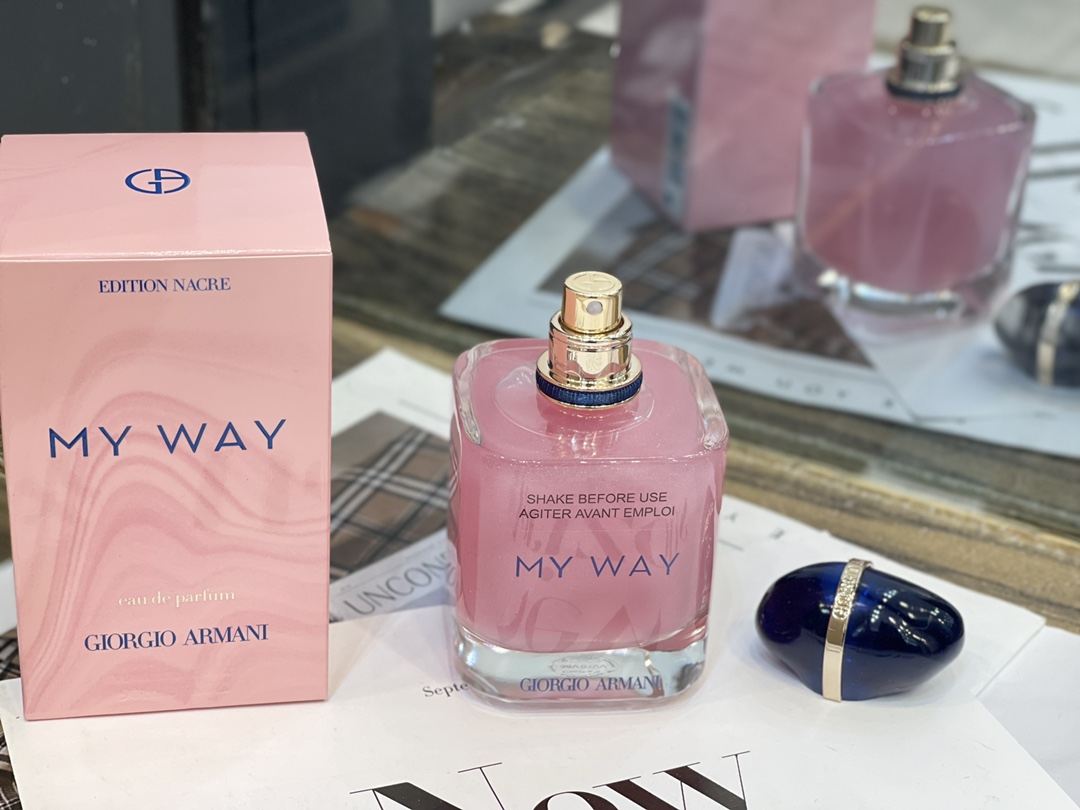 GA
EDITION NACRE
MY WAY
eau de parfum
GIORGIO ARMANI
SHAKE BEFORE USE
AGITER AVANT EMPLOI
MY WAY
GIORGIO ARMANI
UNCON
Septe
Now